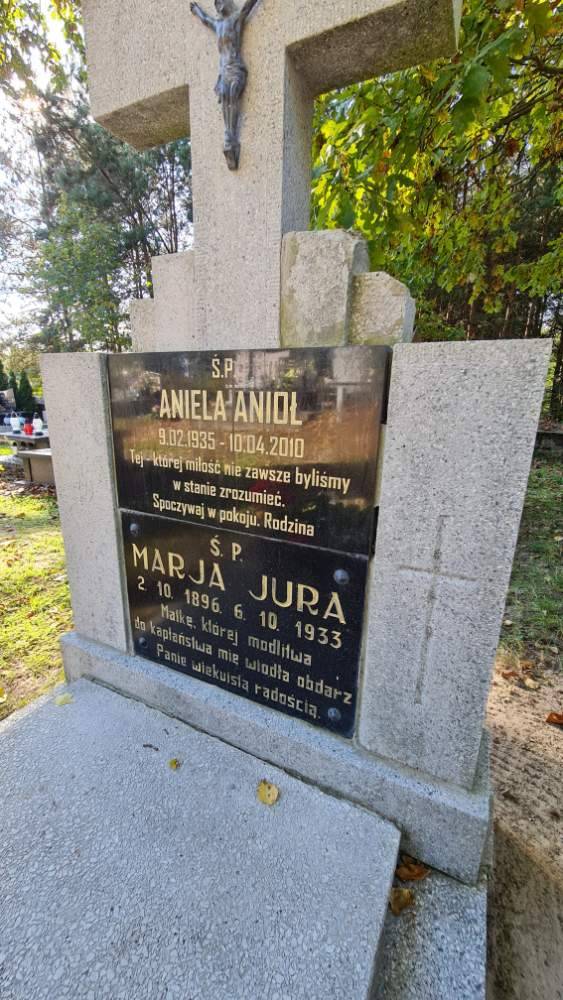 Ś.P.
ANIELA ANIOŁ
9.02.1935 - 10.04.2010
Tej - której miłość nie zawsze byliśmy
w stanie zrozumieć.
Spoczywaj w pokoju. Rodzina
Ś. P.
MARJA JURA
2. 10. 1896. 6. 10. 1933
Matkę, której modlitwa
do kapłaństwa mię wiodła obdarz
Panie wiekuistą radością.